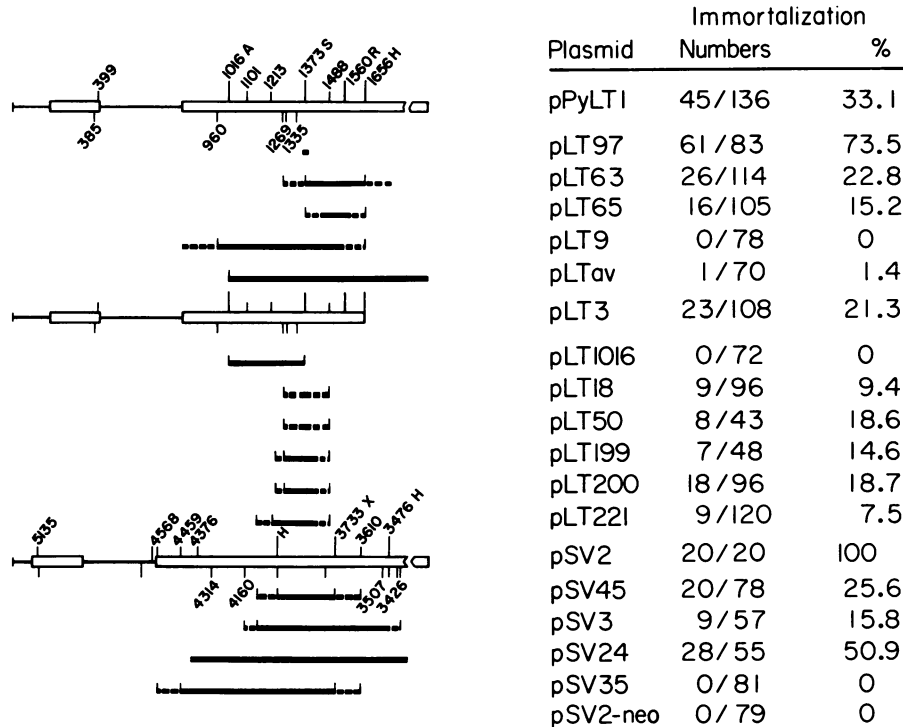 Immortalization
Plasmid Numbers %
399
1016 A
1101
1213
1373 S
1488
1560 R
1656 H
385
960
1269
1335
pPyLT1 45/136 33.1
pLT97 61/83 73.5
pLT63 26/114 22.8
pLT65 16/105 15.2
pLT9 0/78 0
pLTav 1/70 1.4
pLT3 23/108 21.3
pLT1016 0/72 0
pLT18 9/96 9.4
pLT50 8/43 18.6
pLT199 7/48 14.6
pLT200 18/96 18.7
pLT221 9/120 7.5
5135
4568
4459
4376
H
3733 X
3610
3476 H
4314
4160
3507
3426
pSV2 20/20 100
pSV45 20/78 25.6
pSV3 9/57 15.8
pSV24 28/55 50.9
pSV35 0/81 0
pSV2-neo 0/79 0